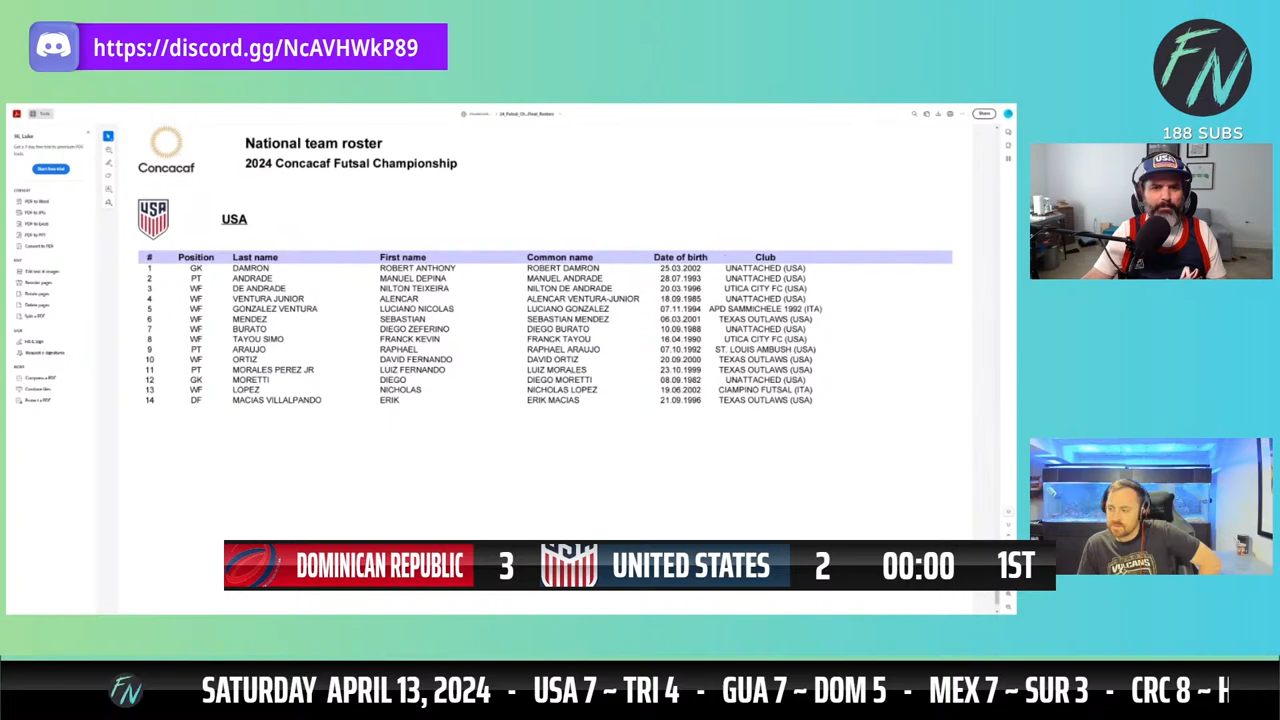 https://discord.gg/NcAVHWkP89
FN
188 SUBS
Tools
Share
Hi, Luke
Start free trial
Concacaf
National team roster
2024 Concacaf Futsal Championship
USA
USA
# Position Last name First name Common name Date of birth Club
1 GK DAMRON ROBERT ANTHONY ROBERT DAMRON 25.03.2002 UNATTACHED (USA)
2 PT ANDRADE MANUEL DEPINA MANUEL ANDRADE 28.07.1993 UNATTACHED (USA)
3 WF DE ANDRADE NILTON TEIXEIRA NILTON DE ANDRADE 20.03.1996 UTICA CITY FC (USA)
4 WF VENTURA JUNIOR ALENCAR ALENCAR VENTURA-JUNIOR 18.09.1985 UNATTACHED (USA)
5 WF GONZALEZ VENTURA LUCIANO NICOLAS LUCIANO GONZALEZ 07.11.1994 APD SAMMICHELE 1992 (ITA)
6 WF MENDEZ SEBASTIAN SEBASTIAN MENDEZ 06.03.2001 TEXAS OUTLAWS (USA)
7 WF BURATO DIEGO ZEFERINO DIEGO BURATO 10.09.1988 UNATTACHED (USA)
8 WF TAYOU SIMO FRANCK KEVIN FRANCK TAYOU 16.04.1990 UTICA CITY FC (USA)
9 PT ARAUJO RAPHAEL RAPHAEL ARAUJO 07.10.1992 ST. LOUIS AMBUSH (USA)
10 WF ORTIZ DAVID FERNANDO DAVID ORTIZ 20.09.2000 TEXAS OUTLAWS (USA)
11 PT MORALES PEREZ JR LUIZ FERNANDO LUIZ MORALES 23.10.1999 TEXAS OUTLAWS (USA)
12 GK MORETTI DIEGO DIEGO MORETTI 08.09.1982 UNATTACHED (USA)
13 WF LOPEZ NICHOLAS NICHOLAS LOPEZ 19.06.2002 CIAMPINO FUTSAL (ITA)
14 DF MACIAS VILLALPANDO ERIK ERIK MACIAS 21.09.1996 TEXAS OUTLAWS (USA)
USA
VULCANS
DOMINICAN REPUBLIC 3 UNITED STATES 2 00:00 1ST
FN SATURDAY APRIL 13, 2024 - USA 7 ~ TRI 4 - GUA 7 ~ DOM 5 - MEX 7 ~ SUR 3 - CRC 8 ~